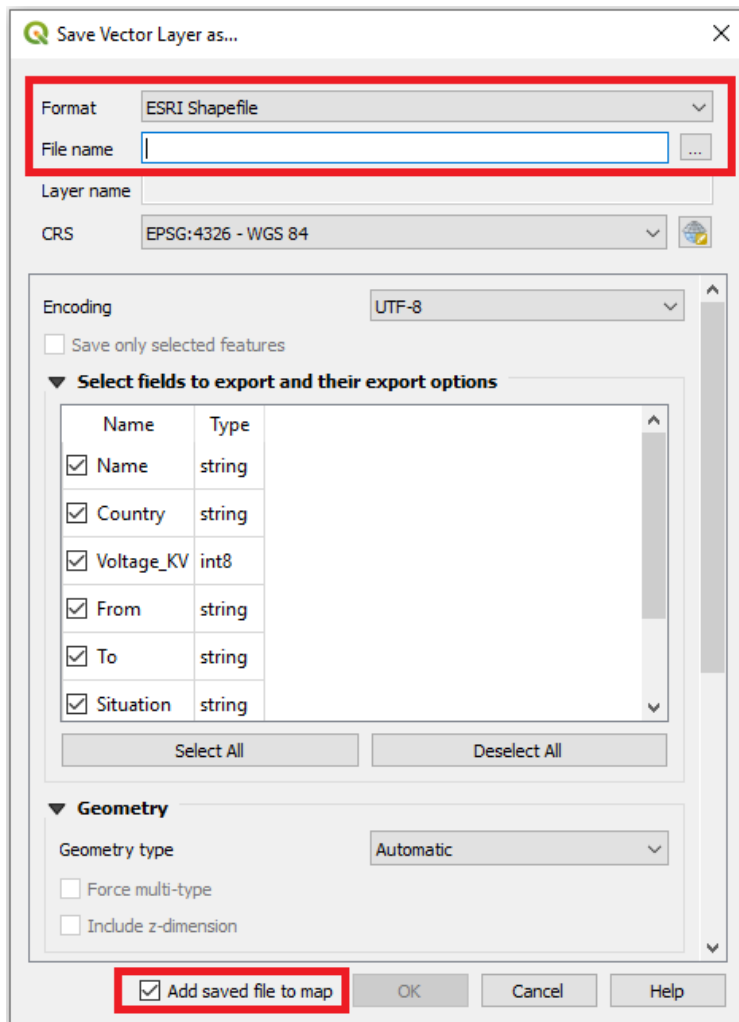 Save Vector Layer as...
Format ESRI Shapefile
File name ...
Layer name
CRS EPSG:4326 - WGS 84
Encoding UTF-8
Save only selected features
Select fields to export and their export options
Name Type
Name string
Country string
Voltage_KV int8
From string
To string
Situation string
Select All Deselect All
Geometry
Geometry type Automatic
Force multi-type
Include z-dimension
Add saved file to map OK Cancel Help